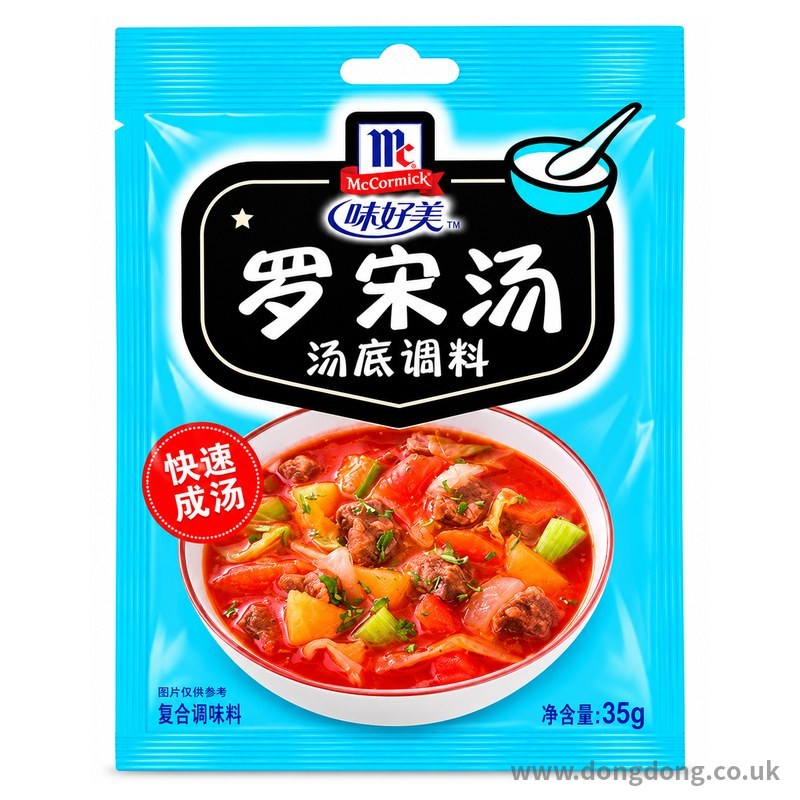 mc
McCormick®
味好美™
罗宋汤
汤底调料
快速
成汤
图片仅供参考
复合调味料
净含量:35g
www.dongdong.co.uk